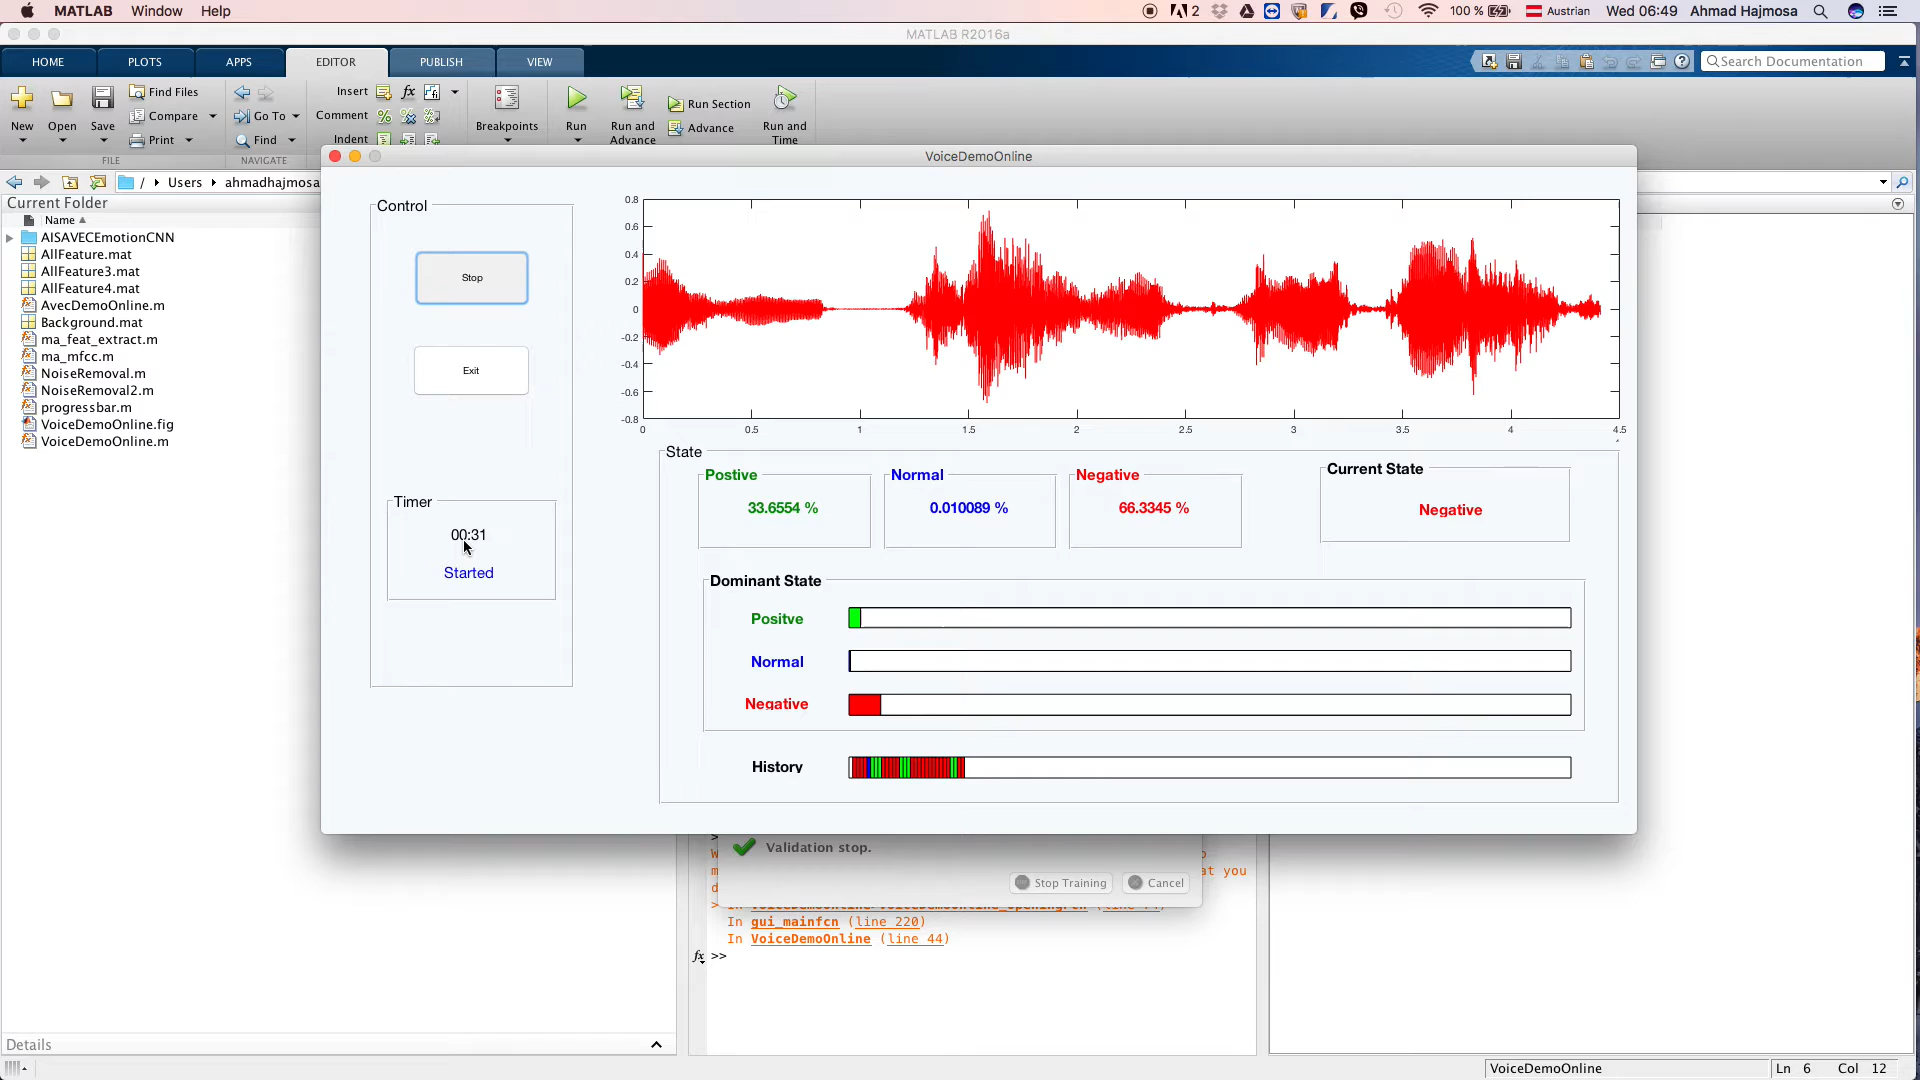 MATLAB Window Help
2 100 % Austrian Wed 06:49 Ahmad Hajmosa
MATLAB R2016a
HOME PLOTS APPS EDITOR PUBLISH VIEW
Search Documentation
New Open Save Find Files Compare Print
Go To Find
Insert fx
Comment
Indent
Breakpoints Run Run and Advance Run Section Advance Run and Time
FILE NAVIGATE
/ Users ahmadhajmosa
Current Folder
Name
AISAVECEmotionCNN
AllFeature.mat
AllFeature3.mat
AllFeature4.mat
AvecDemoOnline.m
Background.mat
ma_feat_extract.m
ma_mfcc.m
NoiseRemoval.m
NoiseRemoval2.m
progressbar.m
VoiceDemoOnline.fig
VoiceDemoOnline.m
Details
VoiceDemoOnline
Control
Stop
Exit
Timer
00:31
Started
0.8
0.6
0.4
0.2
0
-0.2
-0.4
-0.6
-0.8
0 0.5 1 1.5 2 2.5 3 3.5 4 4.5
State
Postive Normal Negative Current State
33.6554 % 0.010089 % 66.3345 % Negative
Dominant State
Positve
Normal
Negative
History
Validation stop.
at you
Stop Training Cancel
In gui_mainfcn (line 220)
In VoiceDemoOnline (line 44)
fx >>
VoiceDemoOnline Ln 6 Col 12